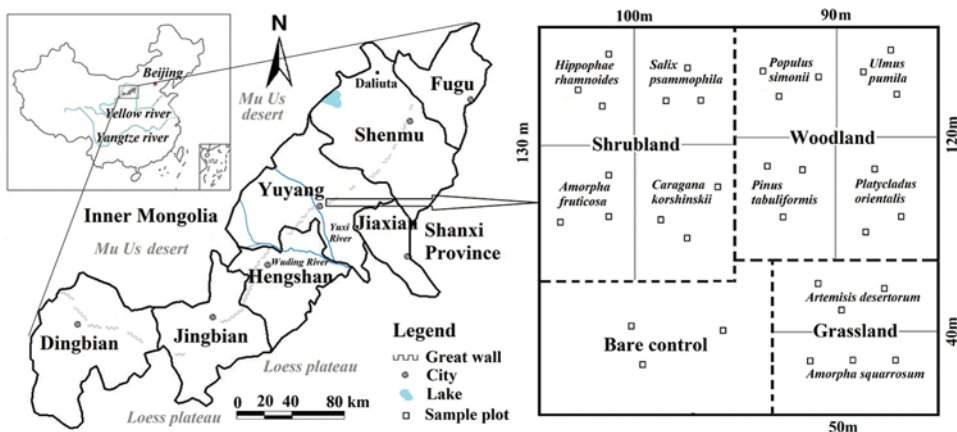 N
Beijing
Yellow river
Yangtze river
Mu Us
desert
Daliuta
Fugu
Shenmu
Yuyang
Inner Mongolia
Yuxi
River
Jiaxian
Shanxi
Province
Mu Us desert
Wuding River
Hengshan
Dingbian
Jingbian
Loess plateau
Loess plateau
Legend
Great wall
City
Lake
Sample plot
0 20 40 80 km
100m
90m
130 m
120m
40m
50m
Hippophae
rhamnoides
Salix
psammophila
Shrubland
Amorpha
fruticosa
Caragana
korshinskii
Populus
simonii
Ulmus
pumila
Woodland
Pinus
tabuliformis
Platycladus
orientalis
Bare control
Artemisis desertorum
Grassland
Amorpha squarrosum